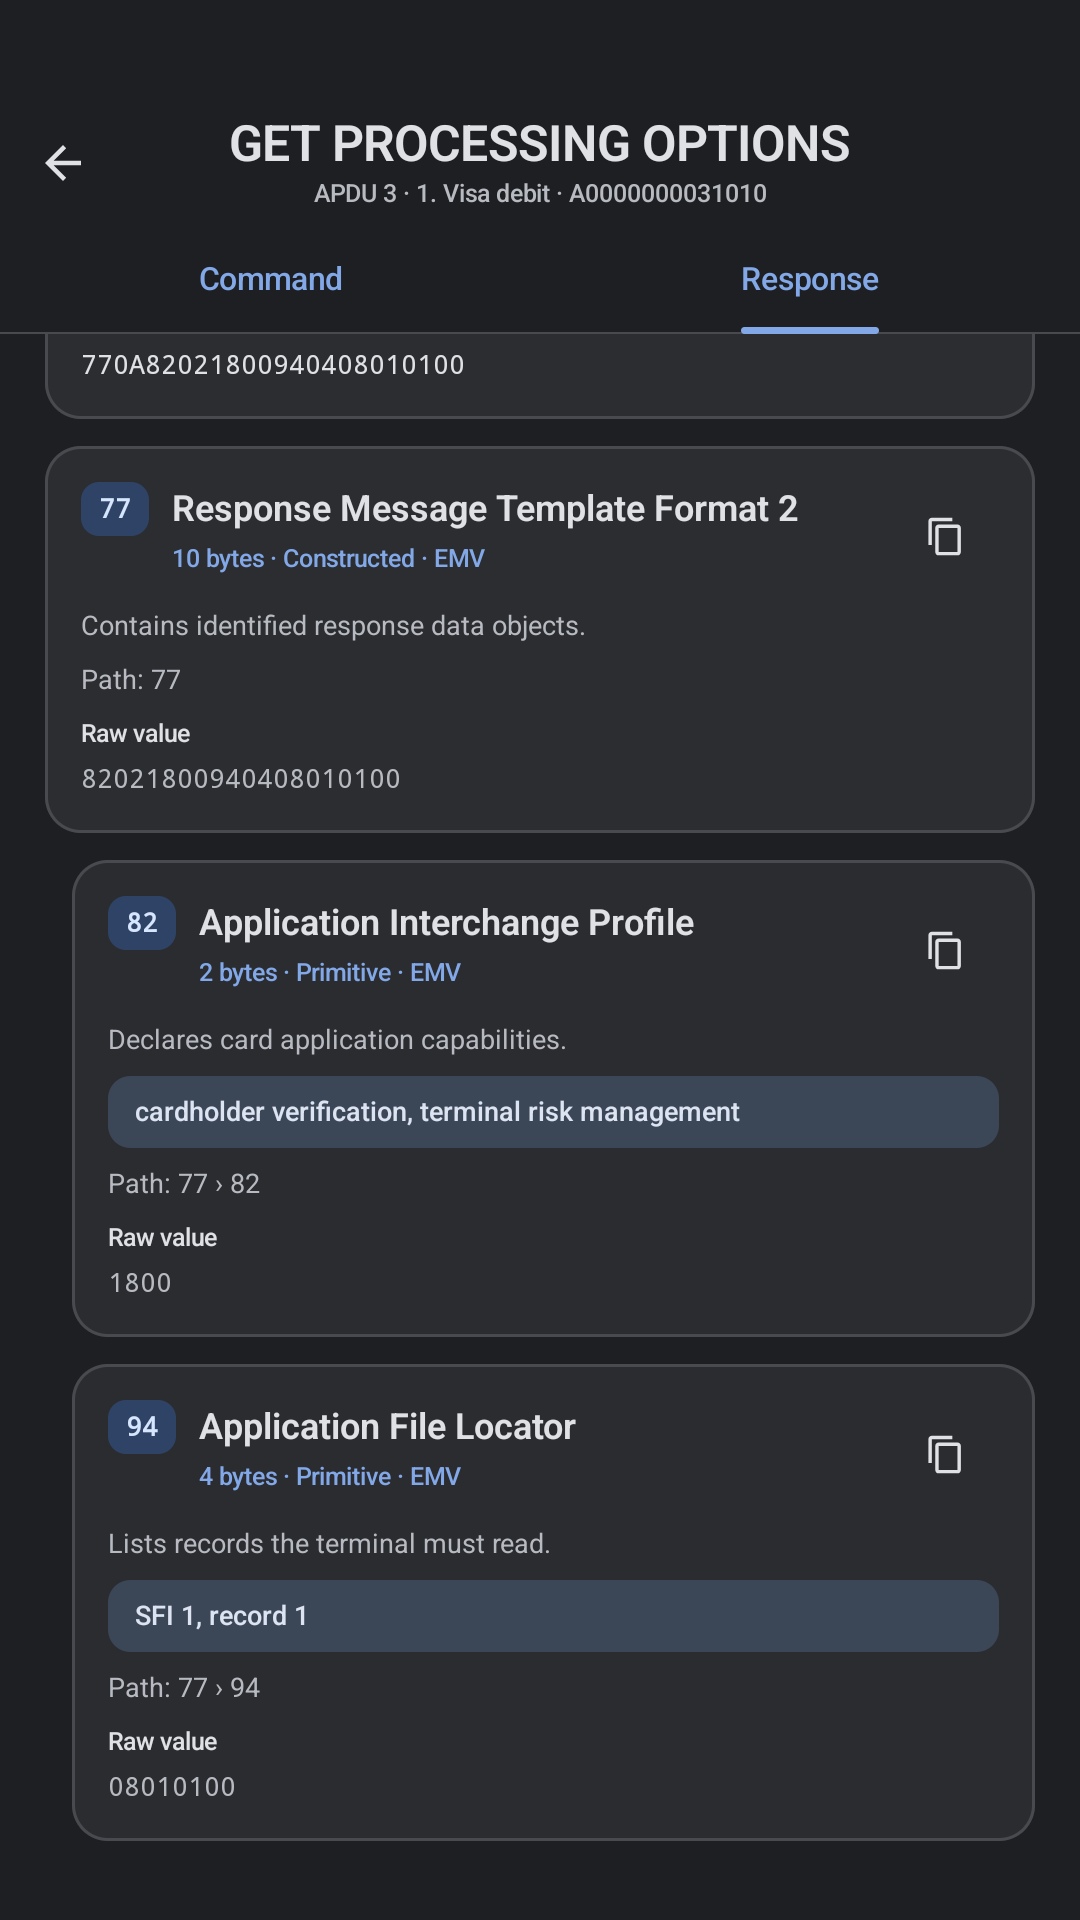 GET PROCESSING OPTIONS
APDU 3 · 1. Visa debit · A0000000031010
Command
Response
770A82021800940408010100
77
Response Message Template Format 2
10 bytes · Constructed · EMV
Contains identified response data objects.
Path: 77
Raw value
82021800940408010100
82
Application Interchange Profile
2 bytes · Primitive · EMV
Declares card application capabilities.
cardholder verification, terminal risk management
Path: 77 › 82
Raw value
1800
94
Application File Locator
4 bytes · Primitive · EMV
Lists records the terminal must read.
SFI 1, record 1
Path: 77 › 94
Raw value
08010100